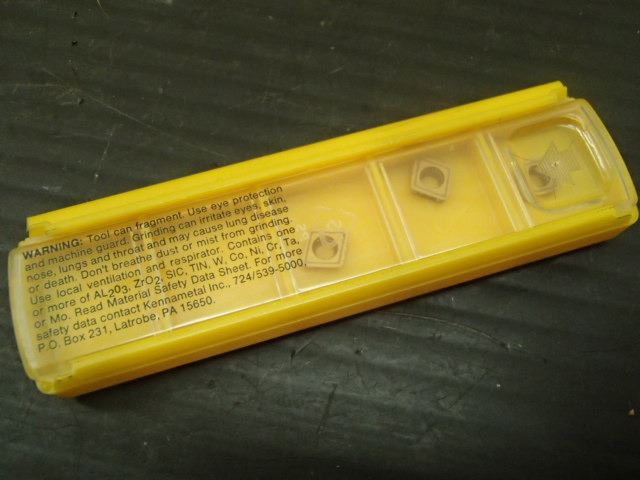 WARNING: Tool can fragment. Use eye protection
and machine guard. Grinding can irritate eyes, skin,
nose, lungs and throat and may cause lung disease
or death. Don't breathe dust or mist from grinding.
Use local ventilation and respirator. Contains one
or more of AL2O3, ZrO2, SIC, TIN, W, Co, Ni, Cr, Ta,
or Mo. Read Material Safety Data Sheet. For more
safety data contact Kennametal Inc., 724/539-5000,
P.O. Box 231, Latrobe, PA 15650.